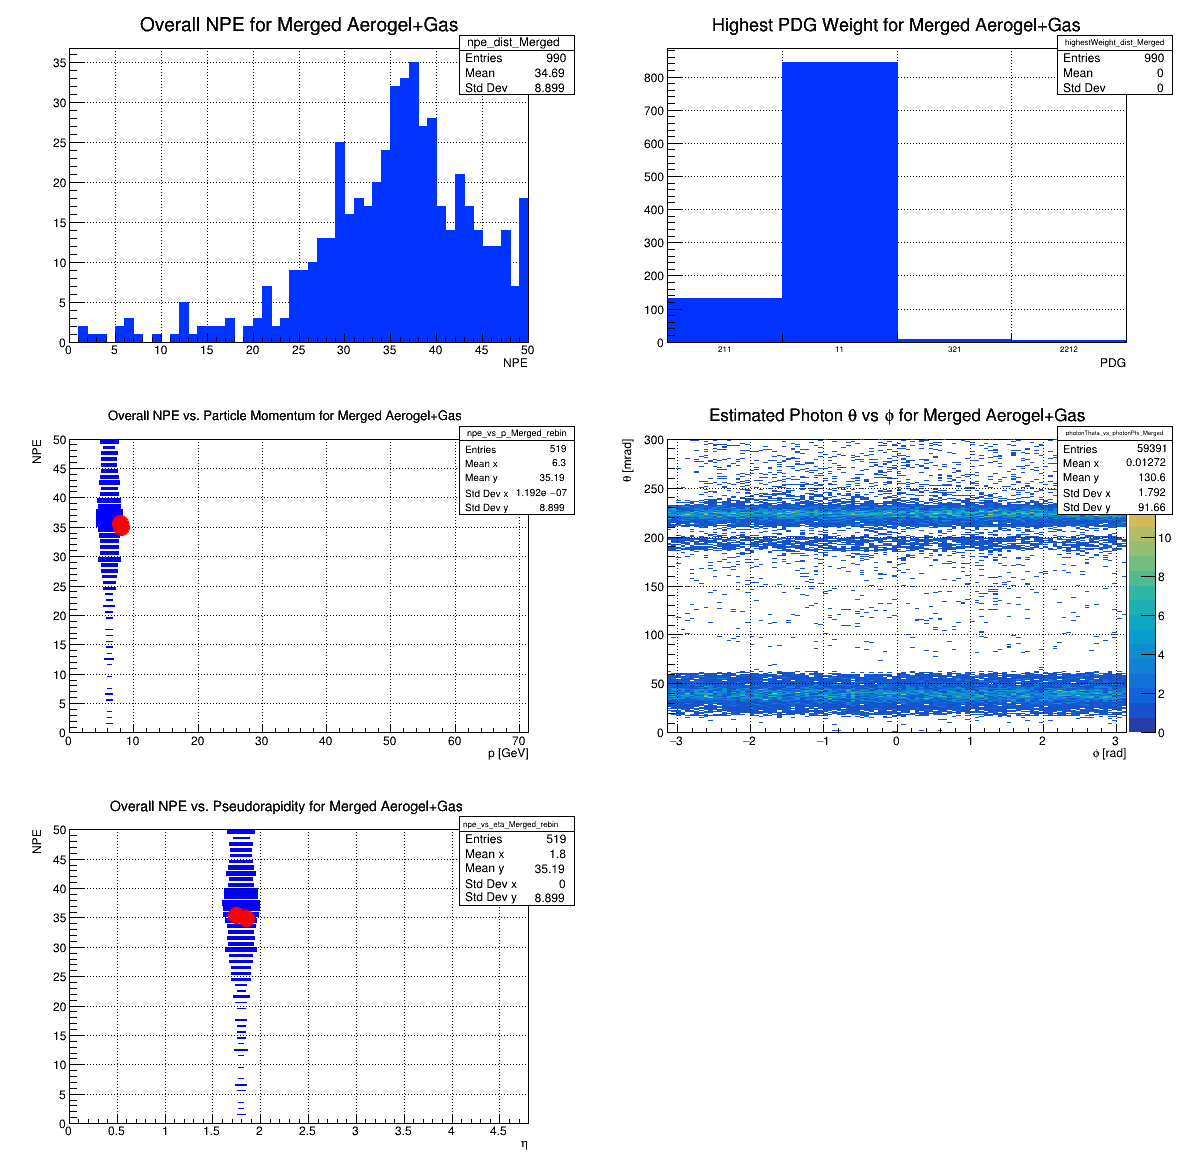 Overall NPE for Merged Aerogel+Gas
npe_dist_Merged
Entries 990
Mean 34.69
Std Dev 8.899
35
30
25
20
15
10
5
0
0 5 10 15 20 25 30 35 40 45 50
NPE
Highest PDG Weight for Merged Aerogel+Gas
highestWeight_dist_Merged
Entries 990
Mean 0
Std Dev 0
800
700
600
500
400
300
200
100
0
211 11 321 2212
PDG
Overall NPE vs. Particle Momentum for Merged Aerogel+Gas
npe_vs_p_Merged_rebin
Entries 519
Mean x 6.3
Mean y 35.19
Std Dev x 1.192e −07
Std Dev y 8.899
NPE
50
45
40
35
30
25
20
15
10
5
0
0 10 20 30 40 50 60 70
p [GeV]
Estimated Photon θ vs ϕ for Merged Aerogel+Gas
photonTheta_vs_photonPhi_Merged
Entries 59391
Mean x 0.01272
Mean y 130.6
Std Dev x 1.792
Std Dev y 91.66
θ [mrad]
300
250
200
150
100
50
0
−3 −2 −1 0 1 2 3
ϕ [rad]
10
8
6
4
2
0
Overall NPE vs. Pseudorapidity for Merged Aerogel+Gas
npe_vs_eta_Merged_rebin
Entries 519
Mean x 1.8
Mean y 35.19
Std Dev x 0
Std Dev y 8.899
NPE
50
45
40
35
30
25
20
15
10
5
0
0 0.5 1 1.5 2 2.5 3 3.5 4 4.5
η